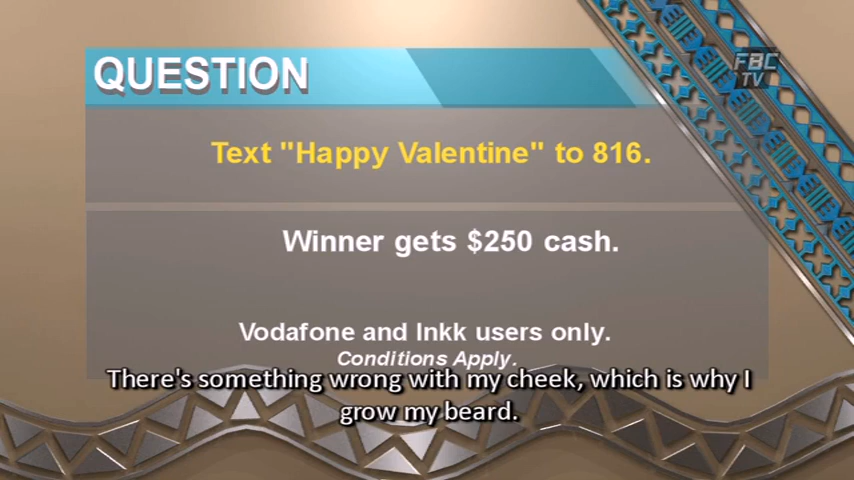 FBC
TV
QUESTION
Text "Happy Valentine" to 816.
Winner gets $250 cash.
Vodafone and Inkk users only.
Conditions Apply.
There's something wrong with my cheek, which is why I
grow my beard.